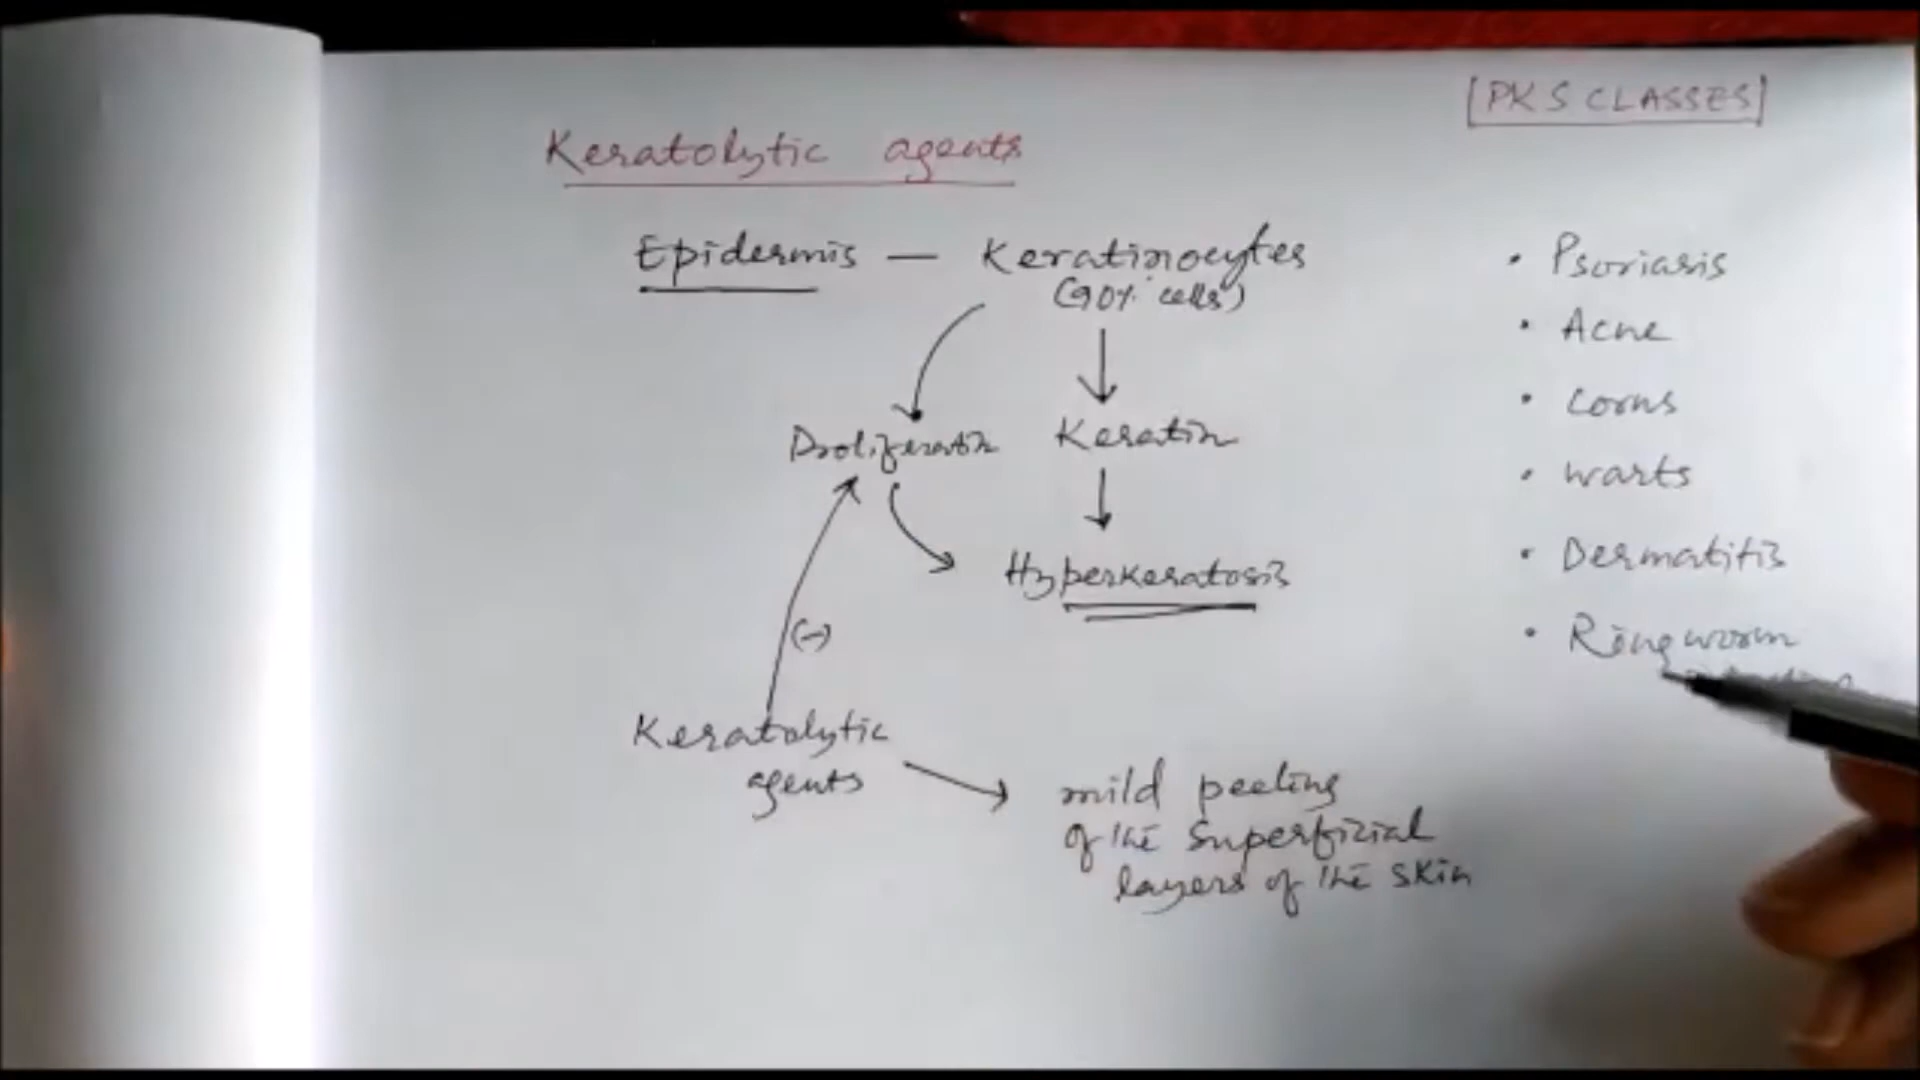 [PKS CLASSES]
Keratolytic agents
Epidermis — Keratinocytes
(90% cells)
Proliferatn Keratin
Hyperkeratosis
(-)
Keratolytic
agents
mild peeling
of the superficial
layers of the skin
• Psoriasis
• Acne
• Corns
• warts
• Dermatitis
• Ringworm